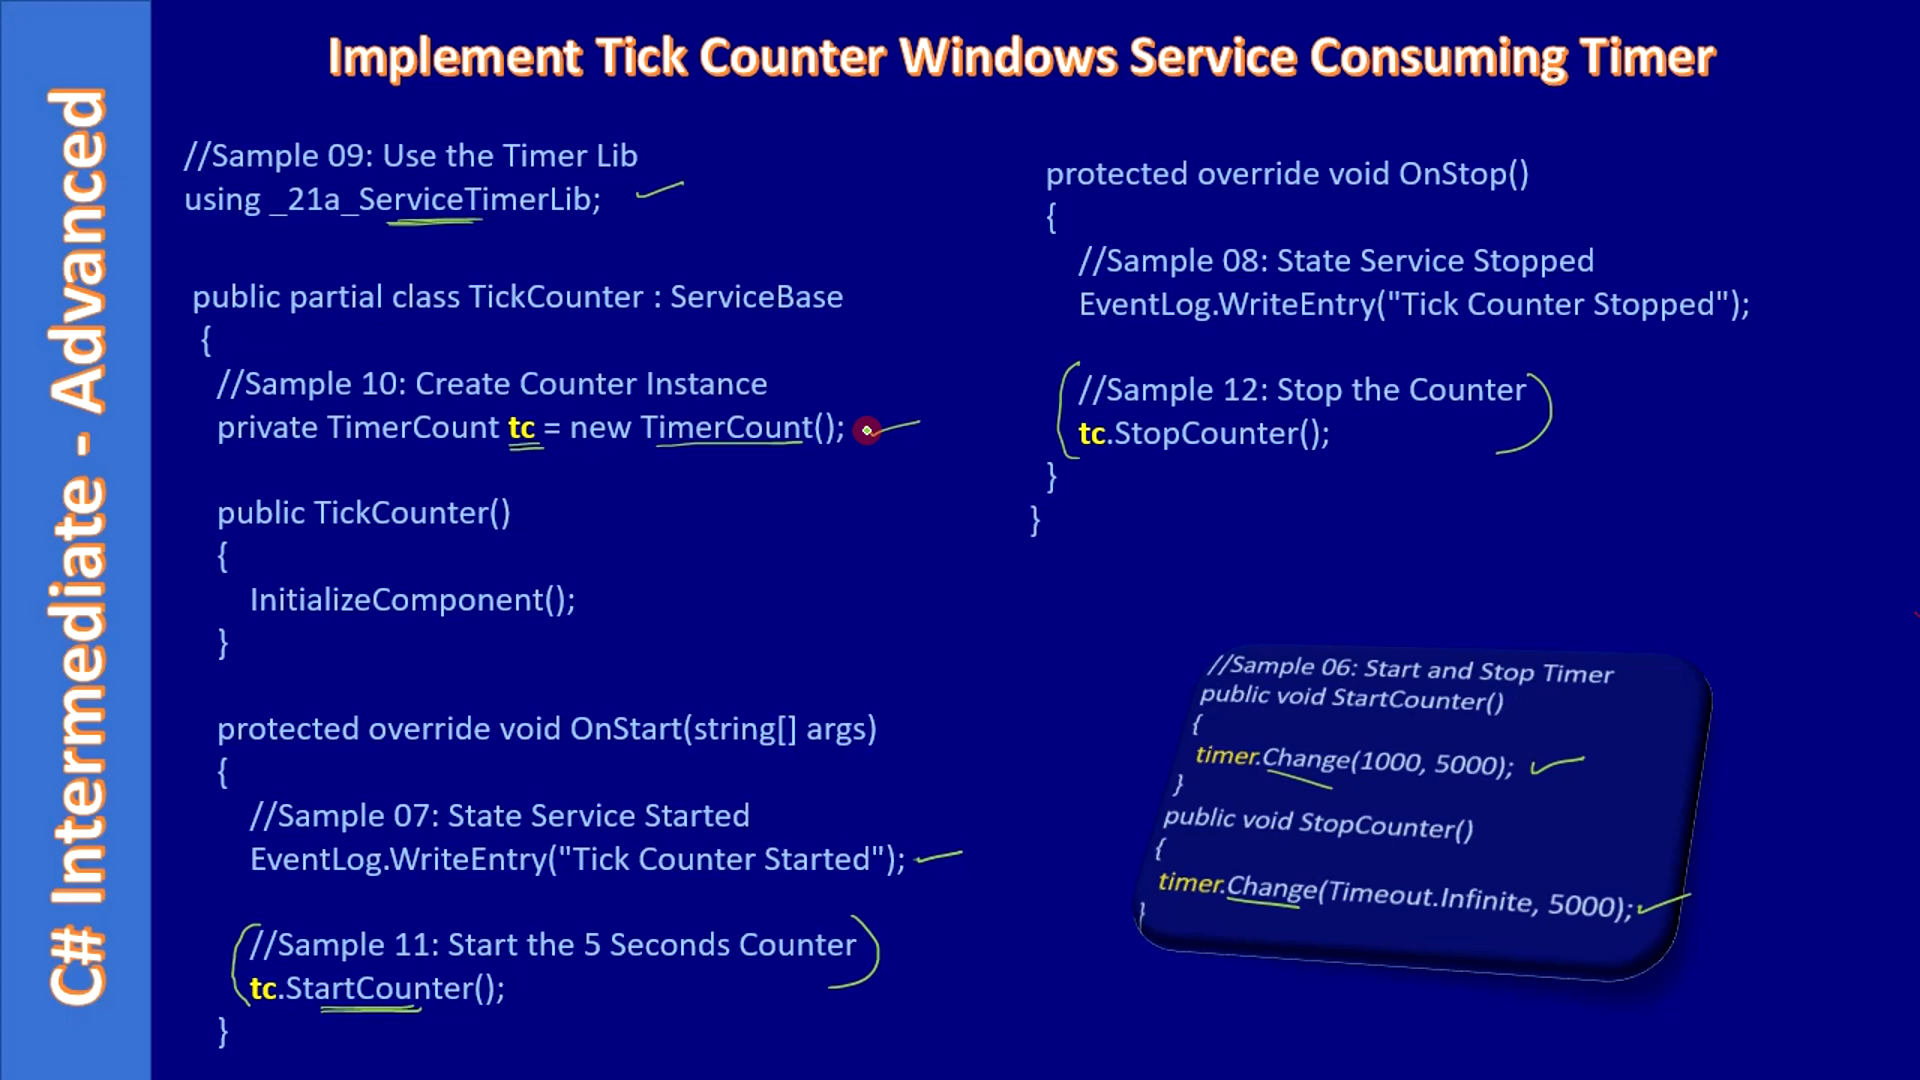 C# Intermediate - Advanced
Implement Tick Counter Windows Service Consuming Timer
//Sample 09: Use the Timer Lib
using _21a_ServiceTimerLib;
public partial class TickCounter : ServiceBase
{
//Sample 10: Create Counter Instance
private TimerCount tc = new TimerCount();
public TickCounter()
{
InitializeComponent();
}
protected override void OnStart(string[] args)
{
//Sample 07: State Service Started
EventLog.WriteEntry("Tick Counter Started");
//Sample 11: Start the 5 Seconds Counter
tc.StartCounter();
}
protected override void OnStop()
{
//Sample 08: State Service Stopped
EventLog.WriteEntry("Tick Counter Stopped");
//Sample 12: Stop the Counter
tc.StopCounter();
}
}
//Sample 06: Start and Stop Timer
public void StartCounter()
{
timer.Change(1000, 5000);
}
public void StopCounter()
{
timer.Change(Timeout.Infinite, 5000);
}